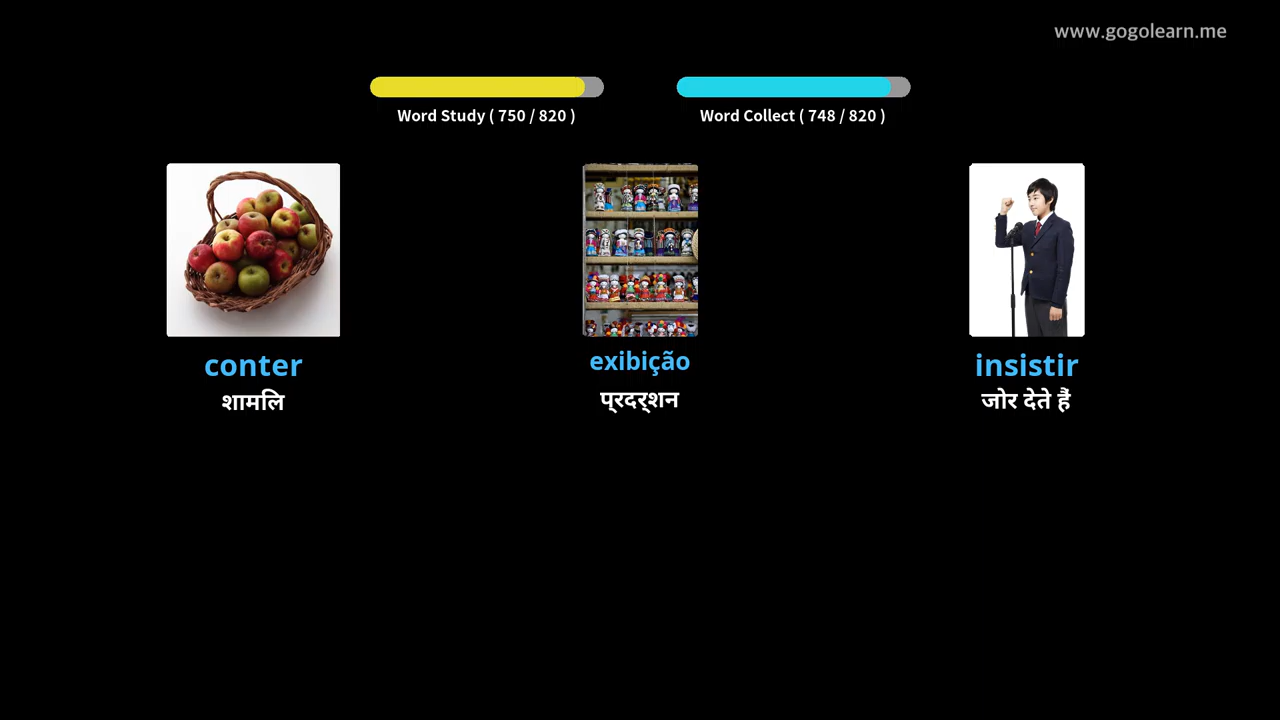 www.gogolearn.me
Word Study ( 750 / 820 )
Word Collect ( 748 / 820 )
conter
शामलि
exibição
प्रदर्शन
insistir
जोर देते हैं